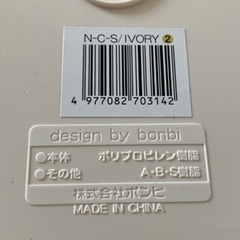 N-C-S/IVORY ②
4 977082 703142
design by bonbi
●本体 ポリプロピレン樹脂
●その他 A・B・S樹脂
株式会社ボンビ
MADE IN CHINA